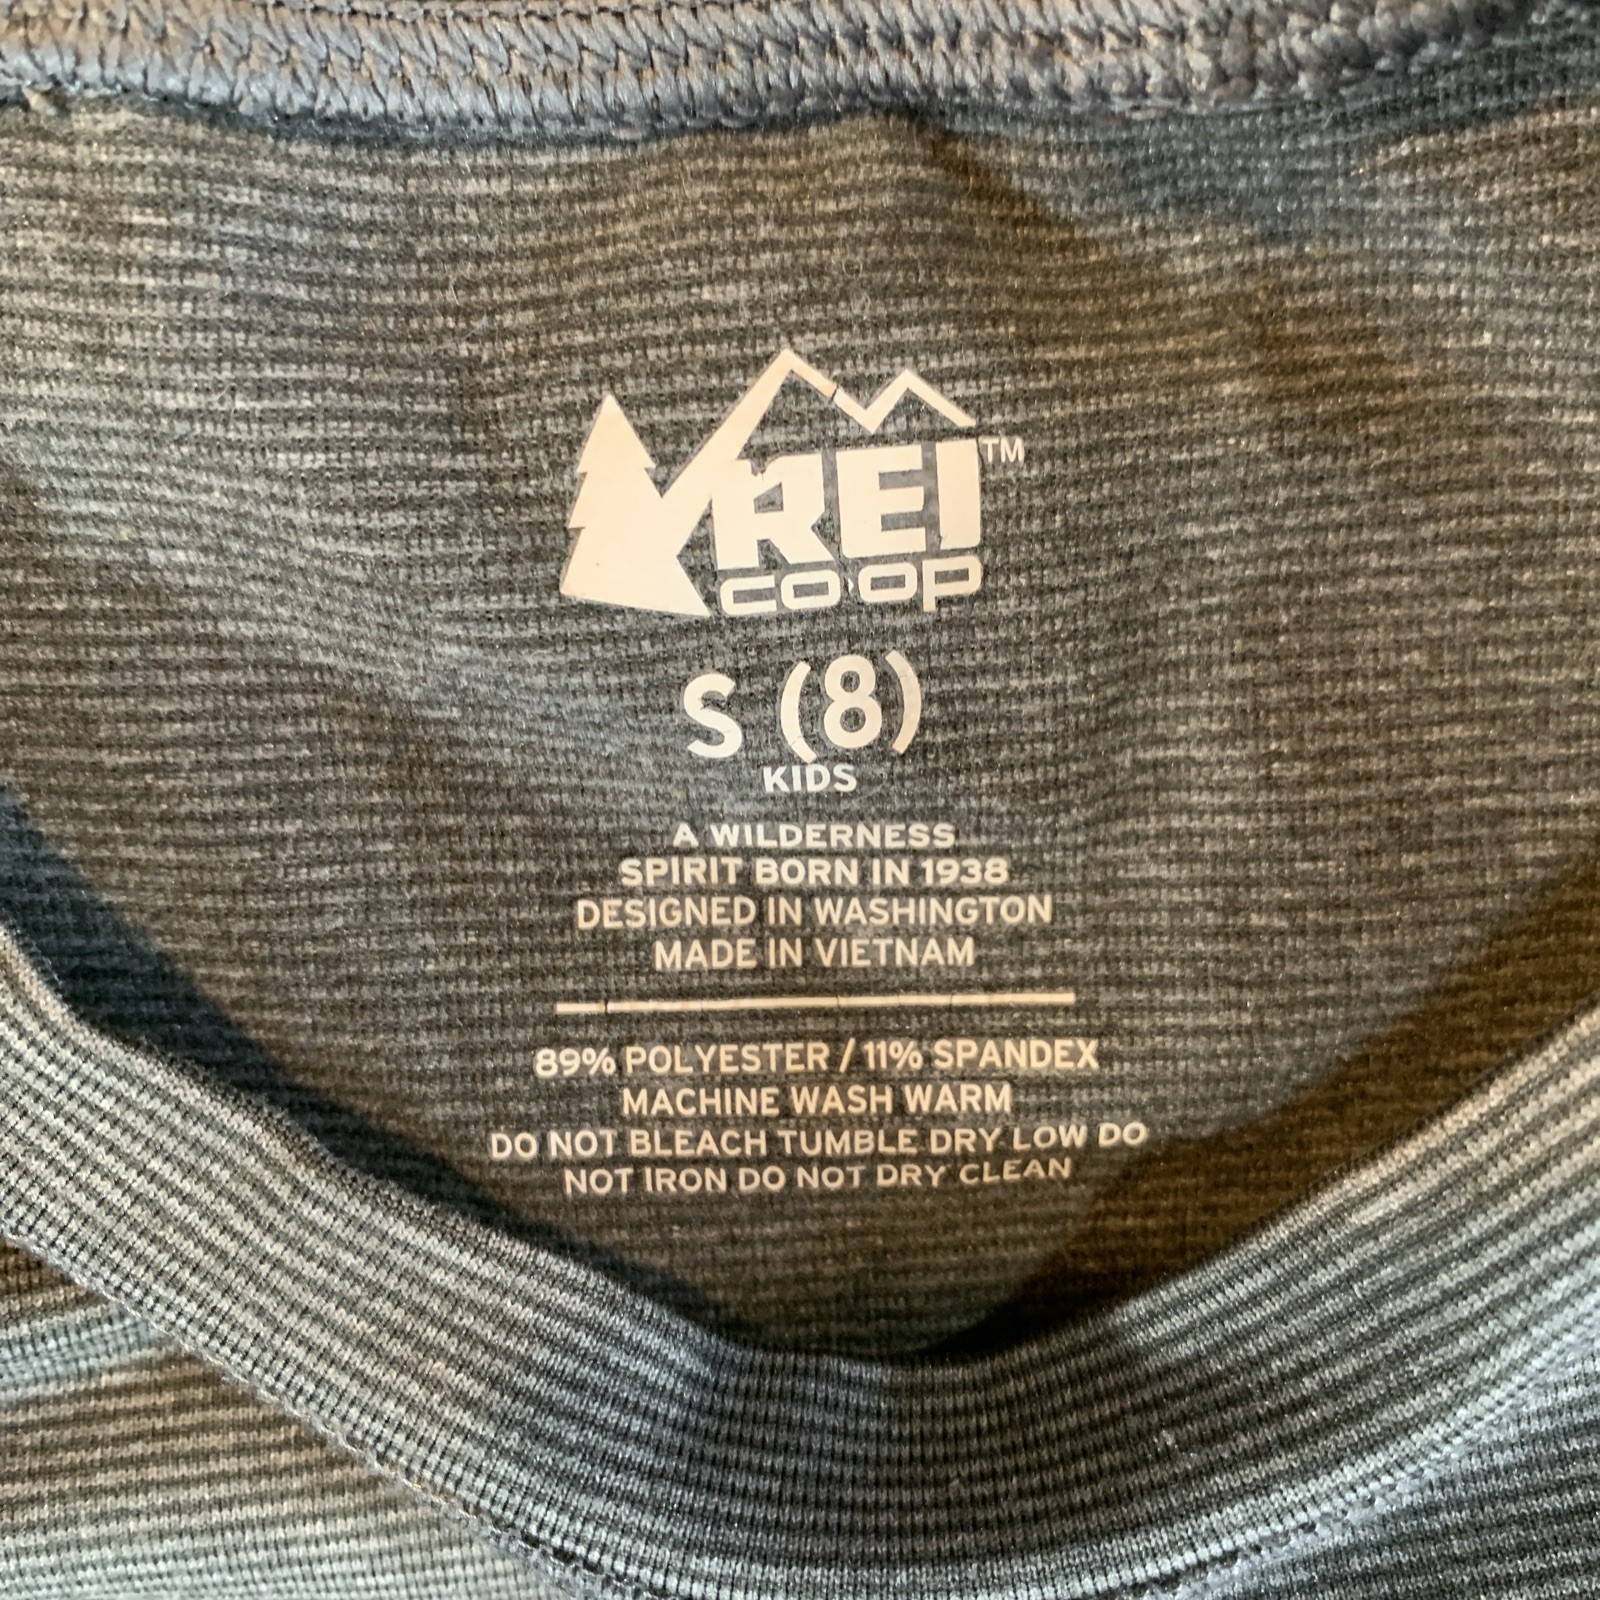 REI™
CO·OP
S (8)
KIDS
A WILDERNESS
SPIRIT BORN IN 1938
DESIGNED IN WASHINGTON
MADE IN VIETNAM
89% POLYESTER / 11% SPANDEX
MACHINE WASH WARM
DO NOT BLEACH TUMBLE DRY LOW DO
NOT IRON DO NOT DRY CLEAN